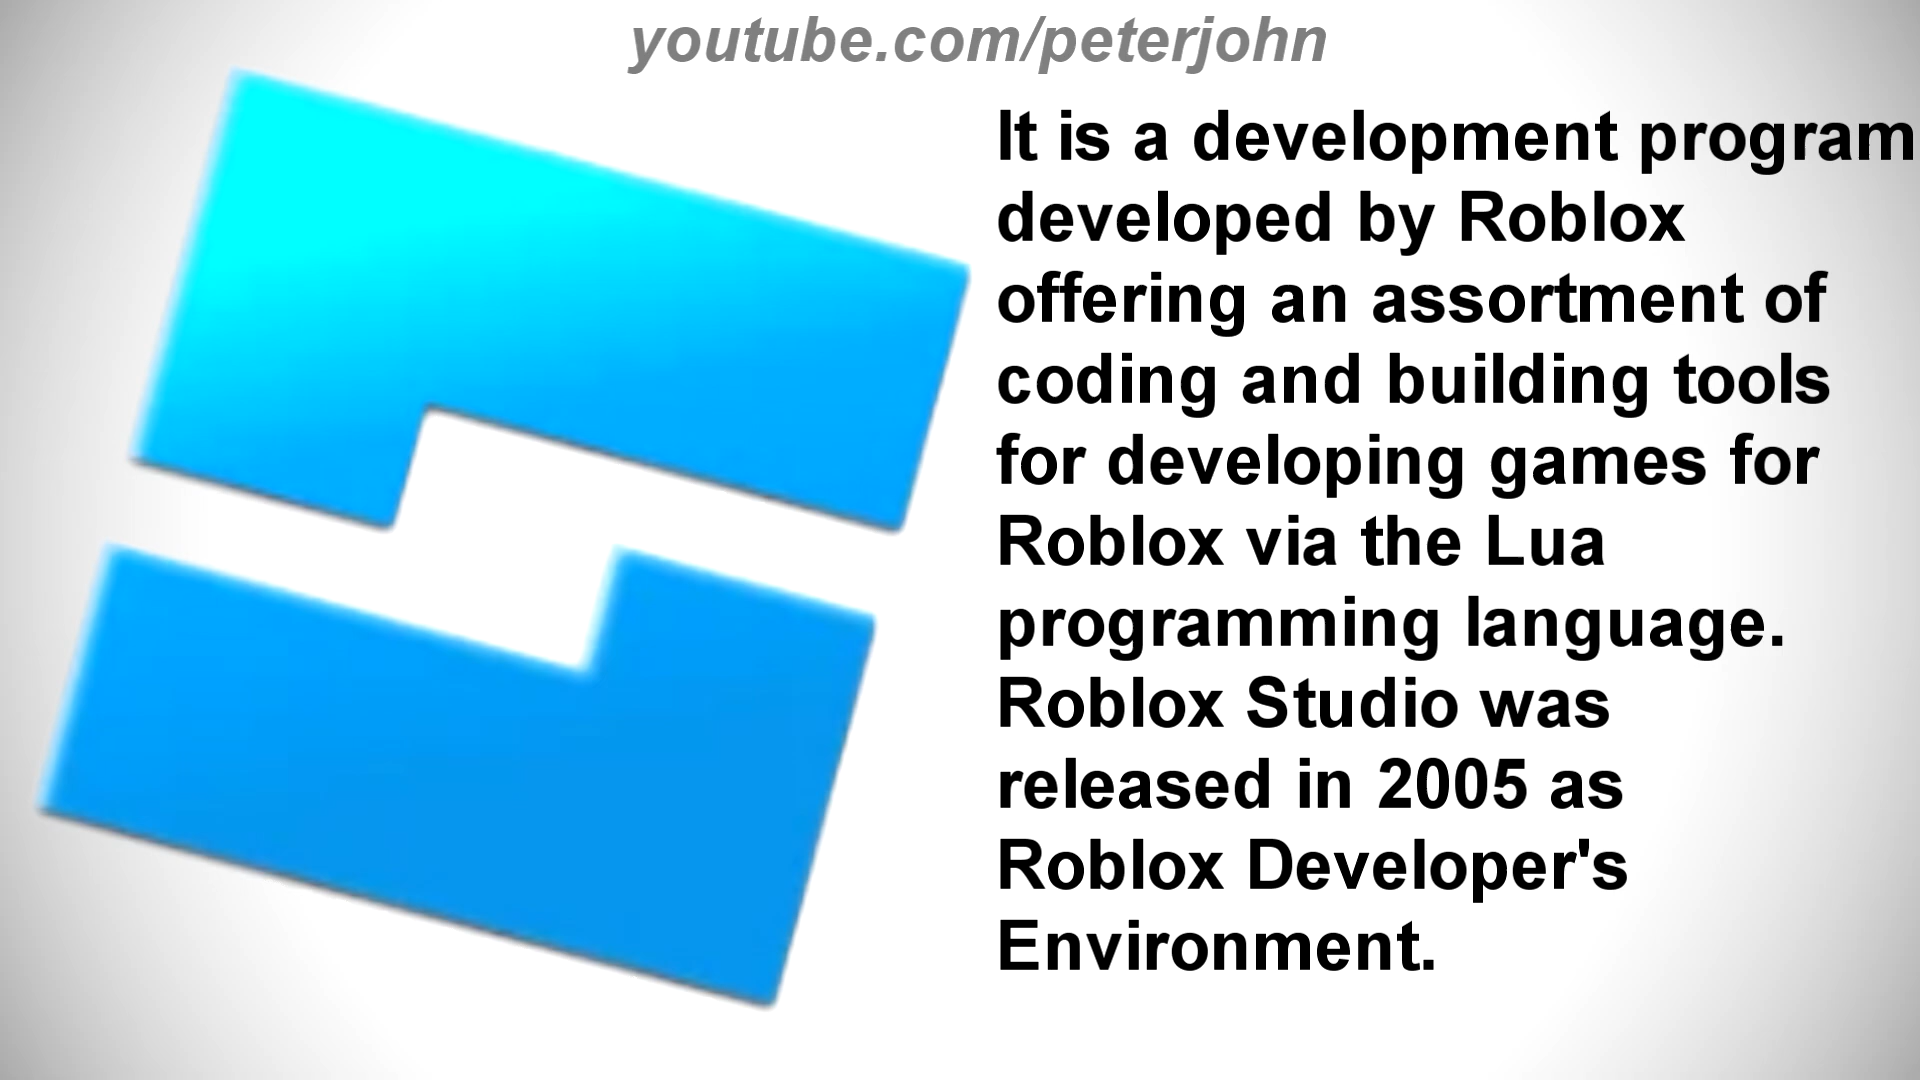 youtube.com/peterjohn
It is a development program
developed by Roblox
offering an assortment of
coding and building tools
for developing games for
Roblox via the Lua
programming language.
Roblox Studio was
released in 2005 as
Roblox Developer's
Environment.